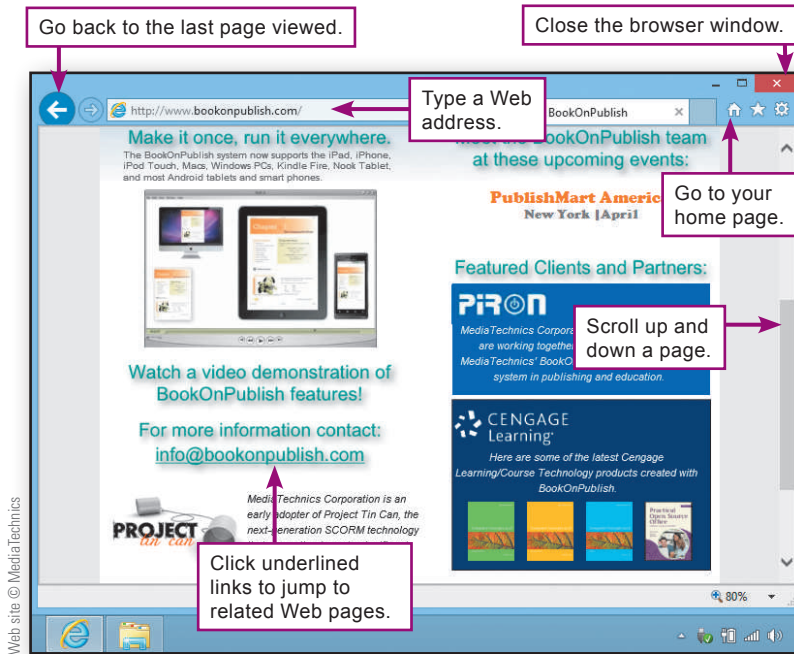 Go back to the last page viewed.
Close the browser window.
http://www.bookonpublish.com/
Type a Web
address.
BookOnPublish
Make it once, run it everywhere.
The BookOnPublish system now supports the iPad, iPhone,
iPod Touch, Macs, Windows PCs, Kindle Fire, Nook Tablet,
and most Android tablets and smart phones.
BookOnPublish team
at these upcoming events:
PublishMart Americ
New York |April
Go to your
home page.
Featured Clients and Partners:
PiRON
MediaTechnics Corpora
are working together
MediaTechnics' BookO
system in publishing and education.
Scroll up and
down a page.
Watch a video demonstration of
BookOnPublish features!
For more information contact:
info@bookonpublish.com
CENGAGE
Learning
Here are some of the latest Cengage
Learning/Course Technology products created with
BookOnPublish.
Practical
Open Source
Office
PROJECT
tin can
MediaTechnics Corporation is an
early adopter of Project Tin Can, the
next-generation SCORM technology
Click underlined
links to jump to
related Web pages.
80%
Web site © MediaTechnics